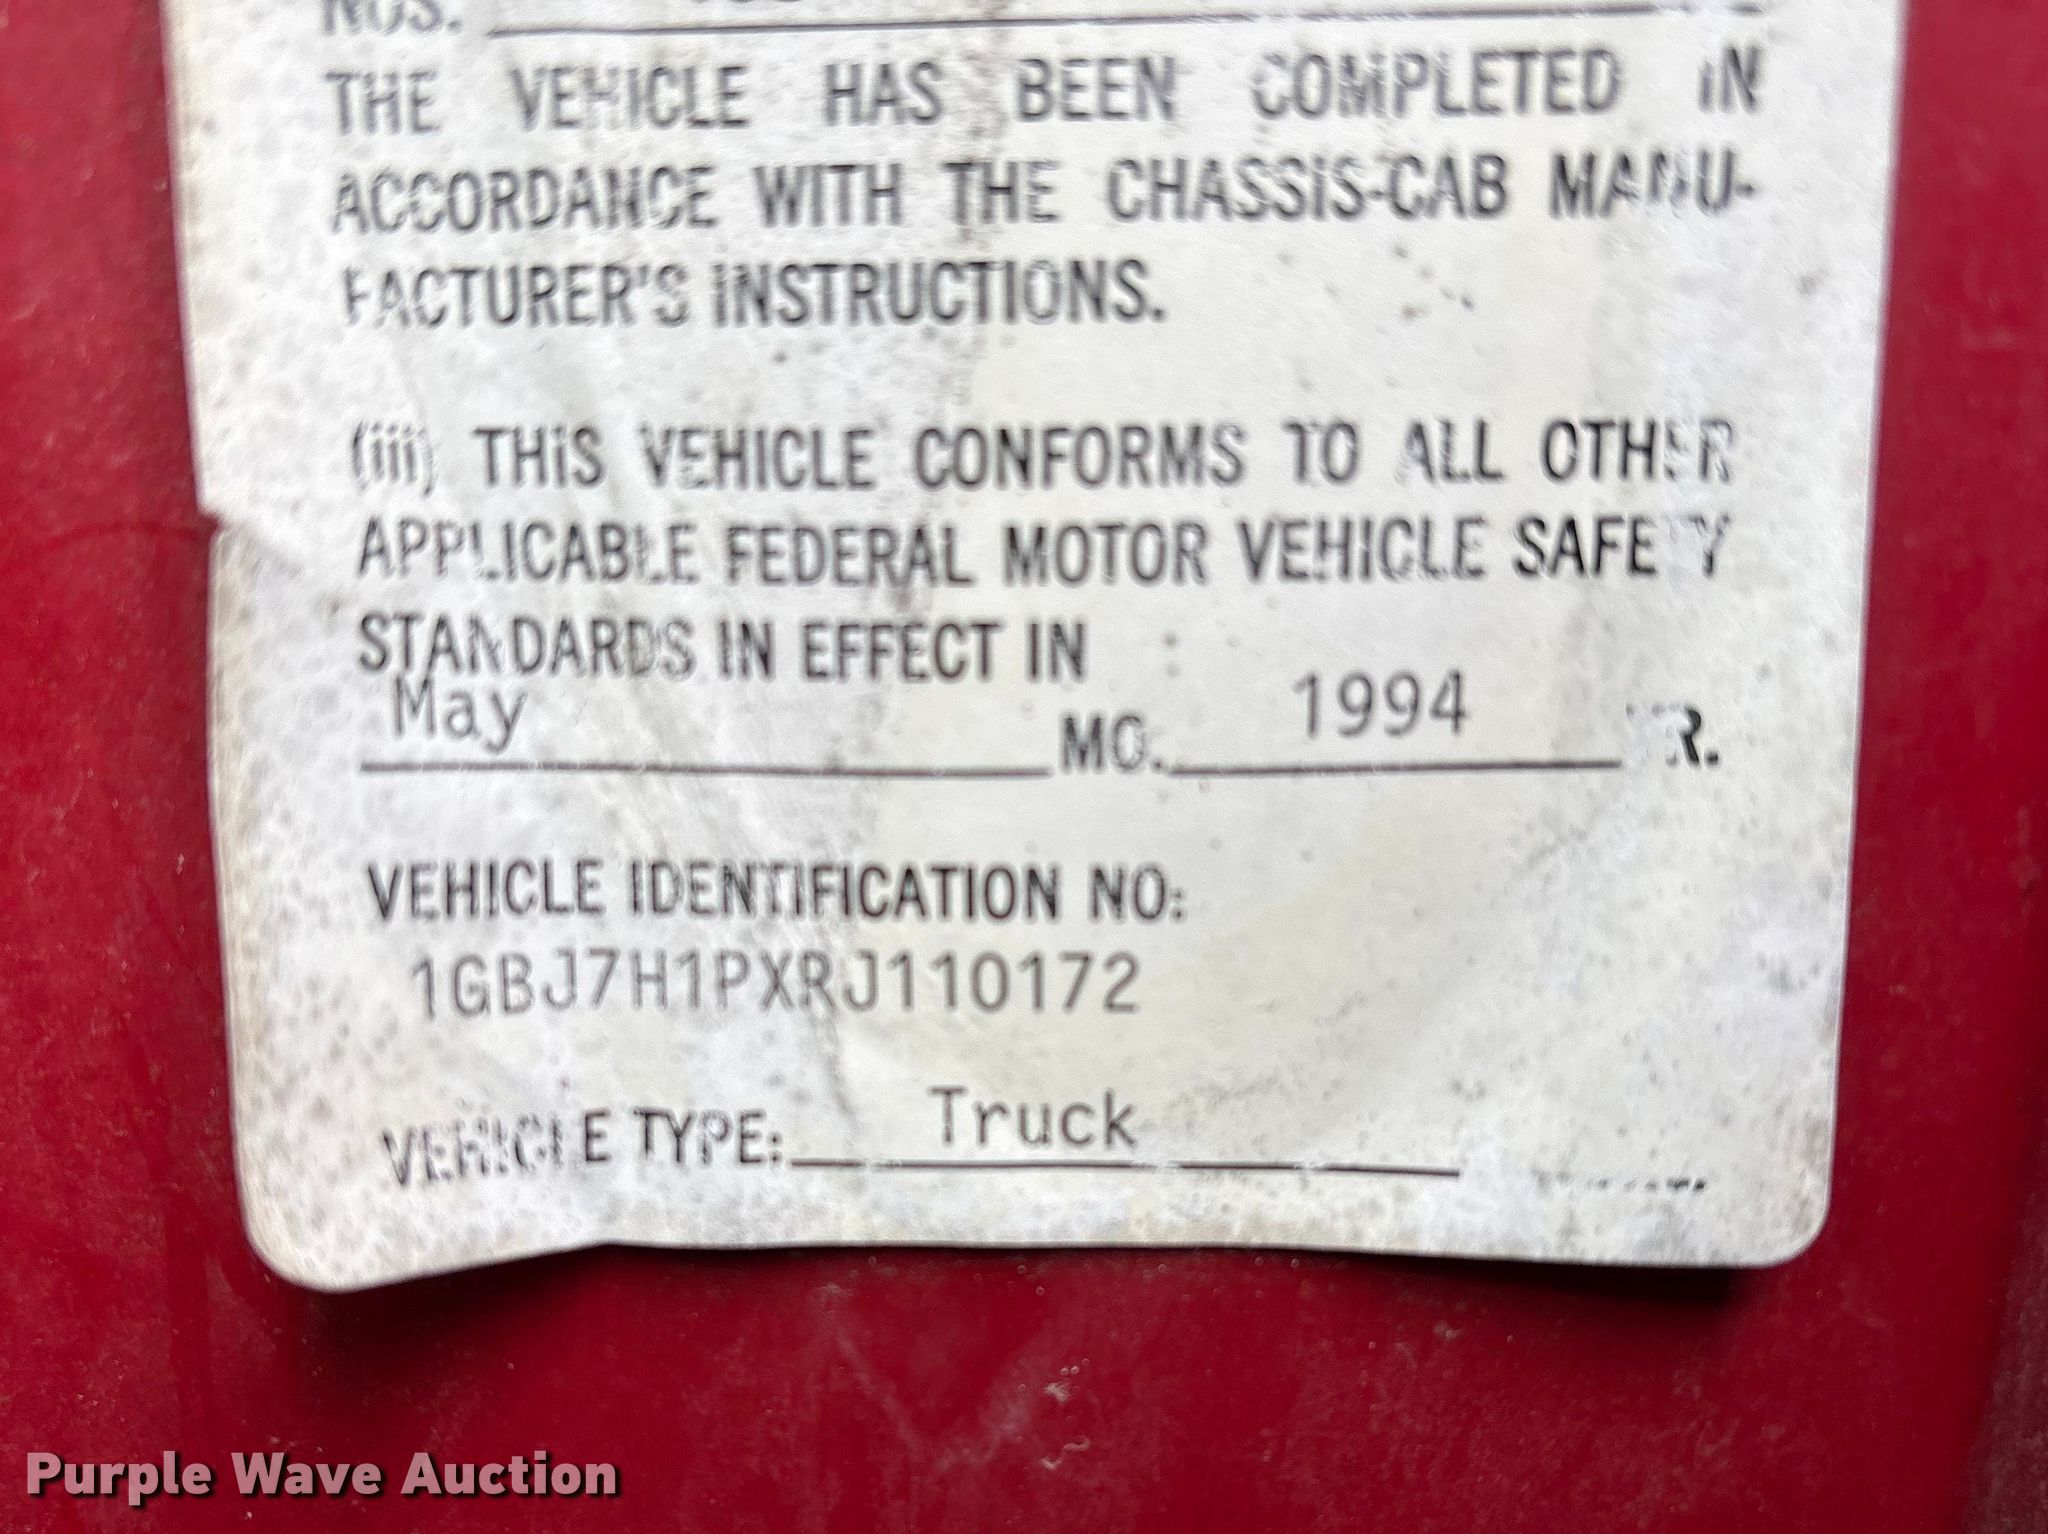 NOS.
THE VEHICLE HAS BEEN COMPLETED IN
ACCORDANCE WITH THE CHASSIS-CAB MANU-
FACTURER'S INSTRUCTIONS.
(iii) THIS VEHICLE CONFORMS TO ALL OTHER
APPLICABLE FEDERAL MOTOR VEHICLE SAFETY
STANDARDS IN EFFECT IN
May MO. 1994 YR.
VEHICLE IDENTIFICATION NO:
1GBJ7H1PXRJ110172
VEHICLE TYPE: Truck
Purple Wave Auction